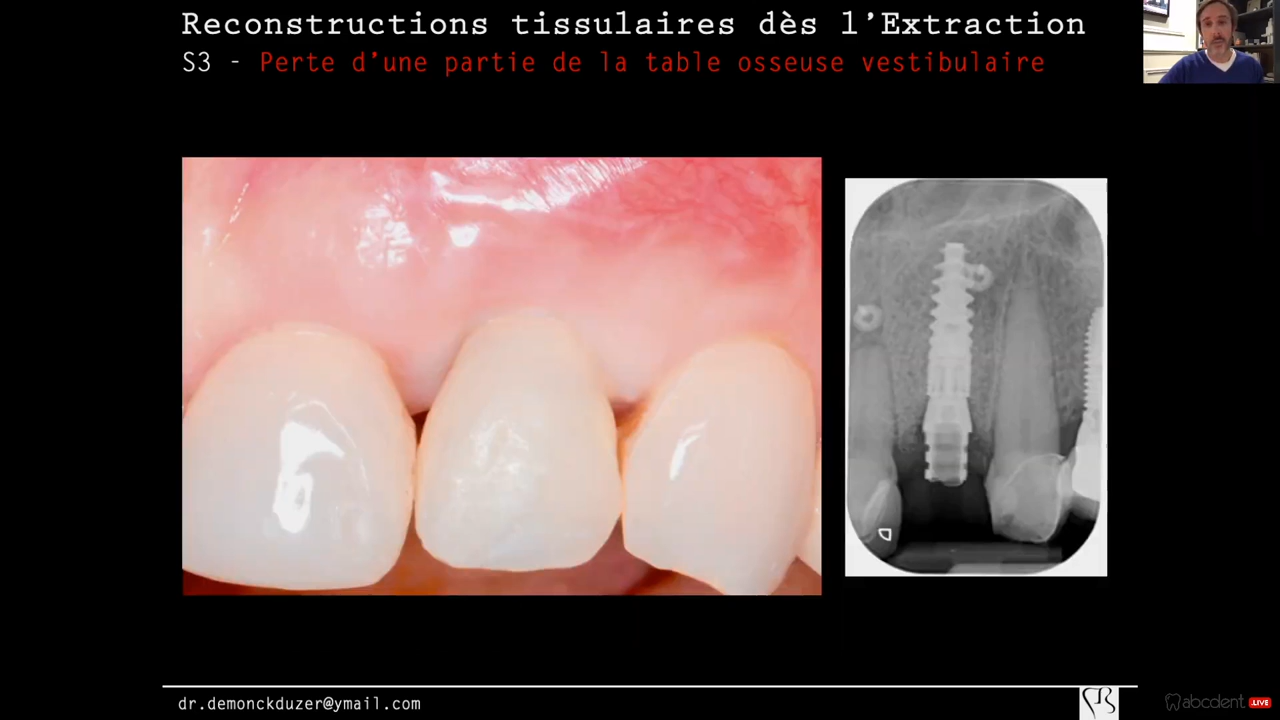 Reconstructions tissulaires dès l'Extraction
S3 - Perte d'une partie de la table osseuse vestibulaire
dr.demonckduzer@ymail.com
abcdent.LIVE